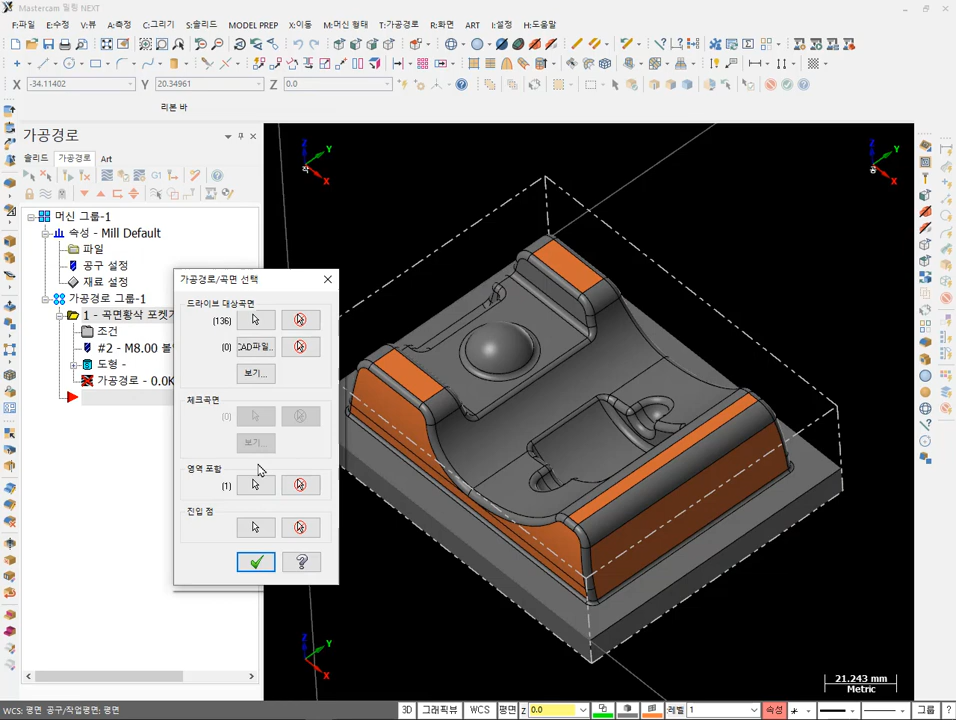 Mastercam 밀링 NEXT
F:파일 E:수정 V:뷰 A:측정 C:그리기 S:솔리드 MODEL PREP X:이동 M:머신 형태 T:가공경로 R:화면 ART I:설정 H:도움말
X -34.11402 Y 20.34961 Z 0.0
리본 바
가공경로
솔리드 가공경로 Art
G1
머신 그룹-1
속성 - Mill Default
파일
공구 설정
재료 설정
가공경로 그룹-1
1 - 곡면황삭 포켓가
조건
#2 - M8.00 볼
도형 -
가공경로 - 0.0K
가공경로/곡면 선택
드라이브 대상곡면
(136)
(0) CAD파일..
보기...
체크곡면
(0)
보기...
영역 포함
(1)
진입 점
Z Y X
Z Y X
Z Y X
21.243 mm
Metric
WCS: 평면 공구/작업평면: 평면
3D 그래픽뷰 WCS 평면 Z 0.0 레벨 1 속성 그룹 ?